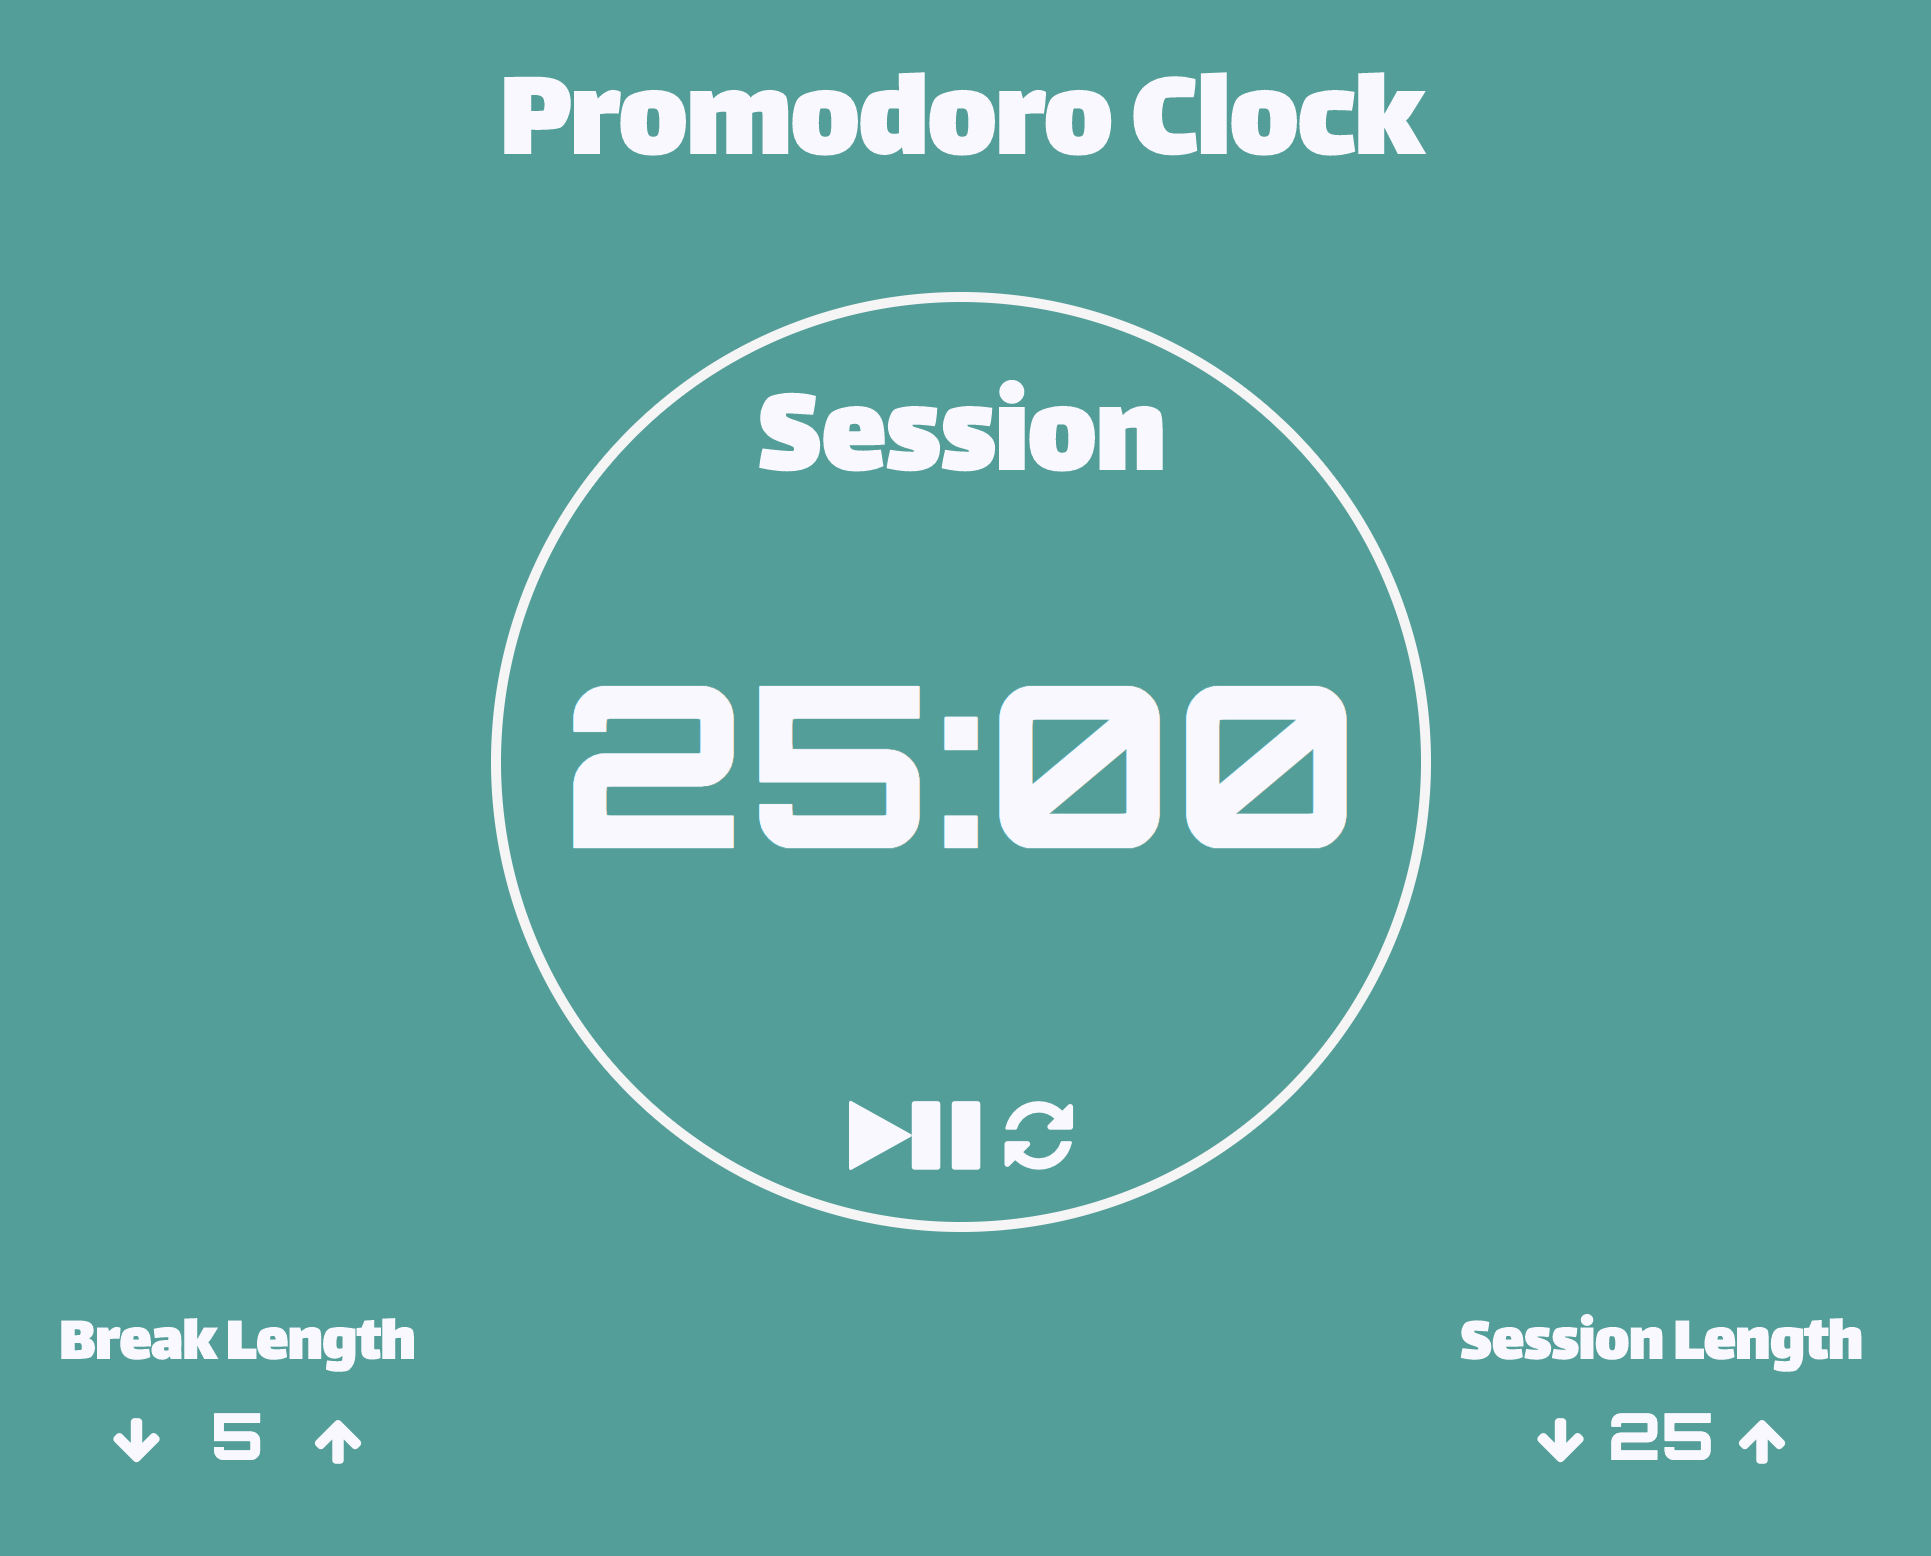 Promodoro Clock
Session
25:00
Break Length
5
Session Length
25